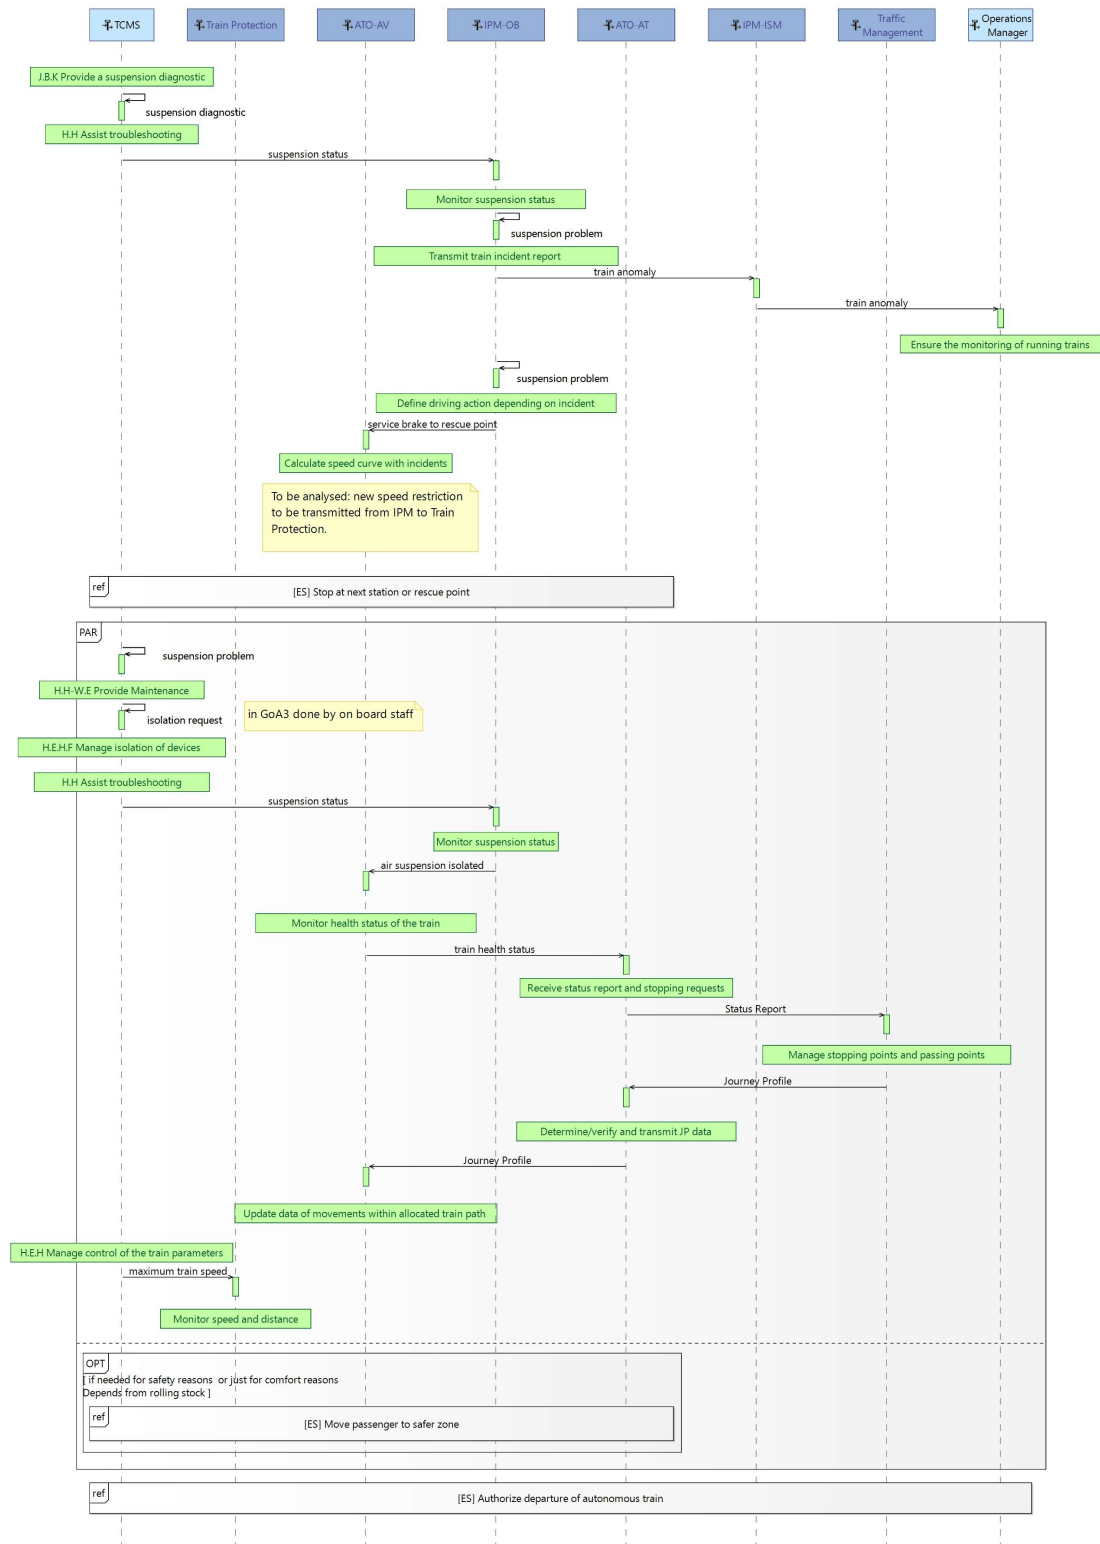 TCMS
Train Protection
ATO-AV
IPM-OB
ATO-AT
IPM-ISM
Traffic
Management
Operations
Manager
J.B.K Provide a suspension diagnostic
suspension diagnostic
H.H Assist troubleshooting
suspension status
Monitor suspension status
suspension problem
Transmit train incident report
train anomaly
train anomaly
Ensure the monitoring of running trains
suspension problem
Define driving action depending on incident
service brake to rescue point
Calculate speed curve with incidents
To be analysed: new speed restriction
to be transmitted from IPM to Train
Protection.
ref
[ES] Stop at next station or rescue point
PAR
suspension problem
H.H-W.E Provide Maintenance
isolation request
in GoA3 done by on board staff
H.E.H.F Manage isolation of devices
H.H Assist troubleshooting
suspension status
Monitor suspension status
air suspension isolated
Monitor health status of the train
train health status
Receive status report and stopping requests
Status Report
Manage stopping points and passing points
Journey Profile
Determine/verify and transmit JP data
Journey Profile
Update data of movements within allocated train path
H.E.H Manage control of the train parameters
maximum train speed
Monitor speed and distance
OPT
[ if needed for safety reasons or just for comfort reasons
Depends from rolling stock ]
ref
[ES] Move passenger to safer zone
ref
[ES] Authorize departure of autonomous train